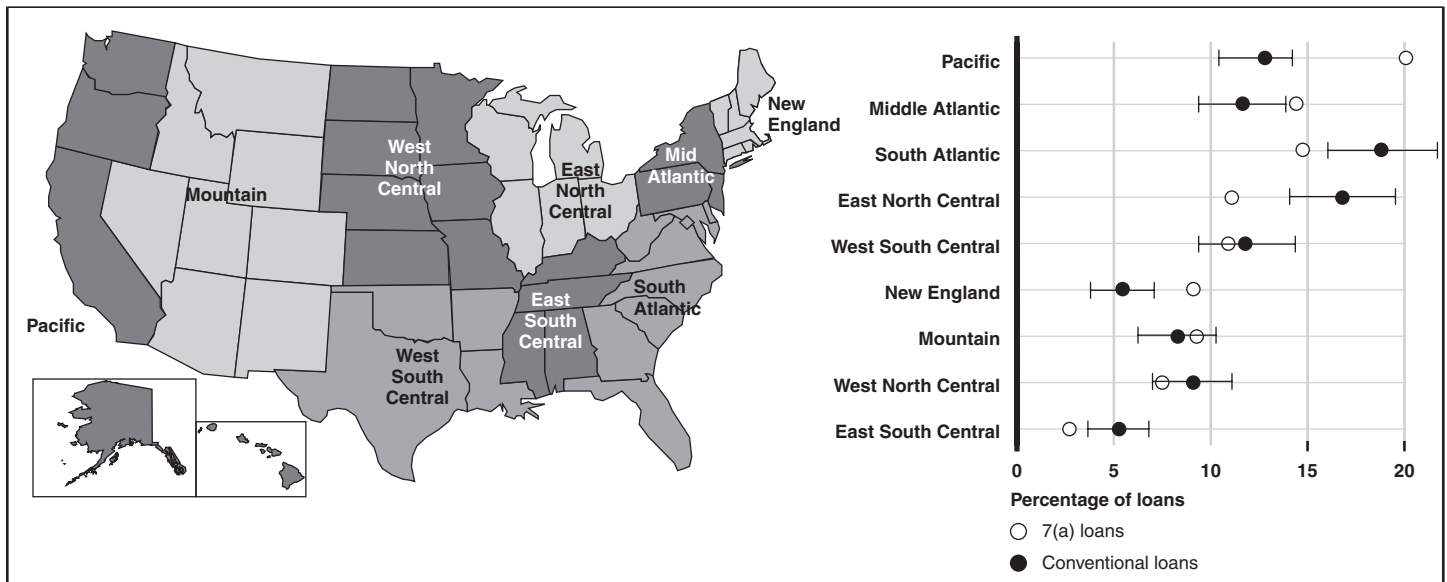 New
England
West
North
Central
Mid
Atlantic
East
North
Central
Mountain
South
Atlantic
East
South
Central
Pacific
West
South
Central
Pacific
Middle Atlantic
South Atlantic
East North Central
West South Central
New England
Mountain
West North Central
East South Central
0 5 10 15 20
Percentage of loans
7(a) loans
Conventional loans